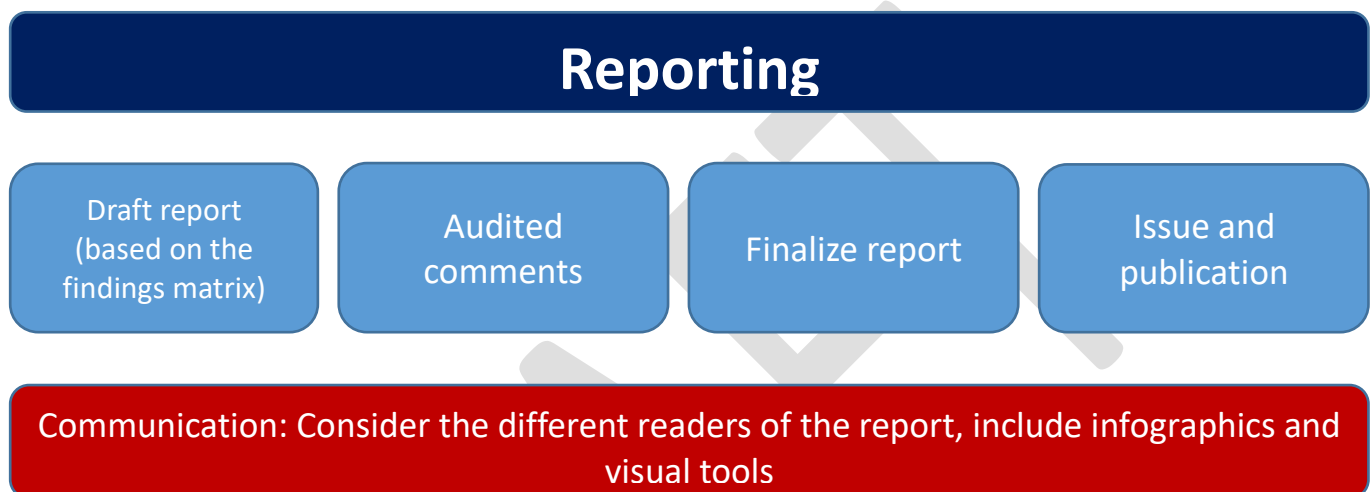 Reporting
Draft report
(based on the
findings matrix)
Audited
comments
Finalize report
Issue and
publication
Communication: Consider the different readers of the report, include infographics and
visual tools